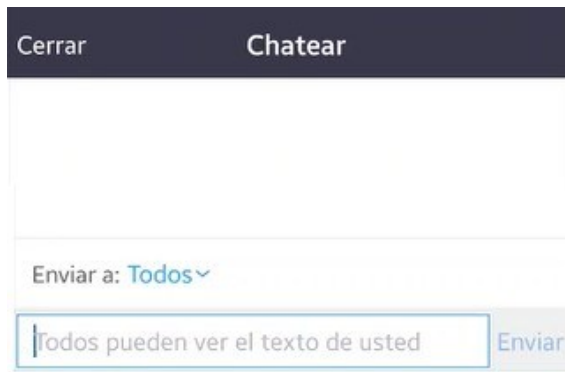 Cerrar Chatear
Enviar a: Todos
Todos pueden ver el texto de usted Enviar